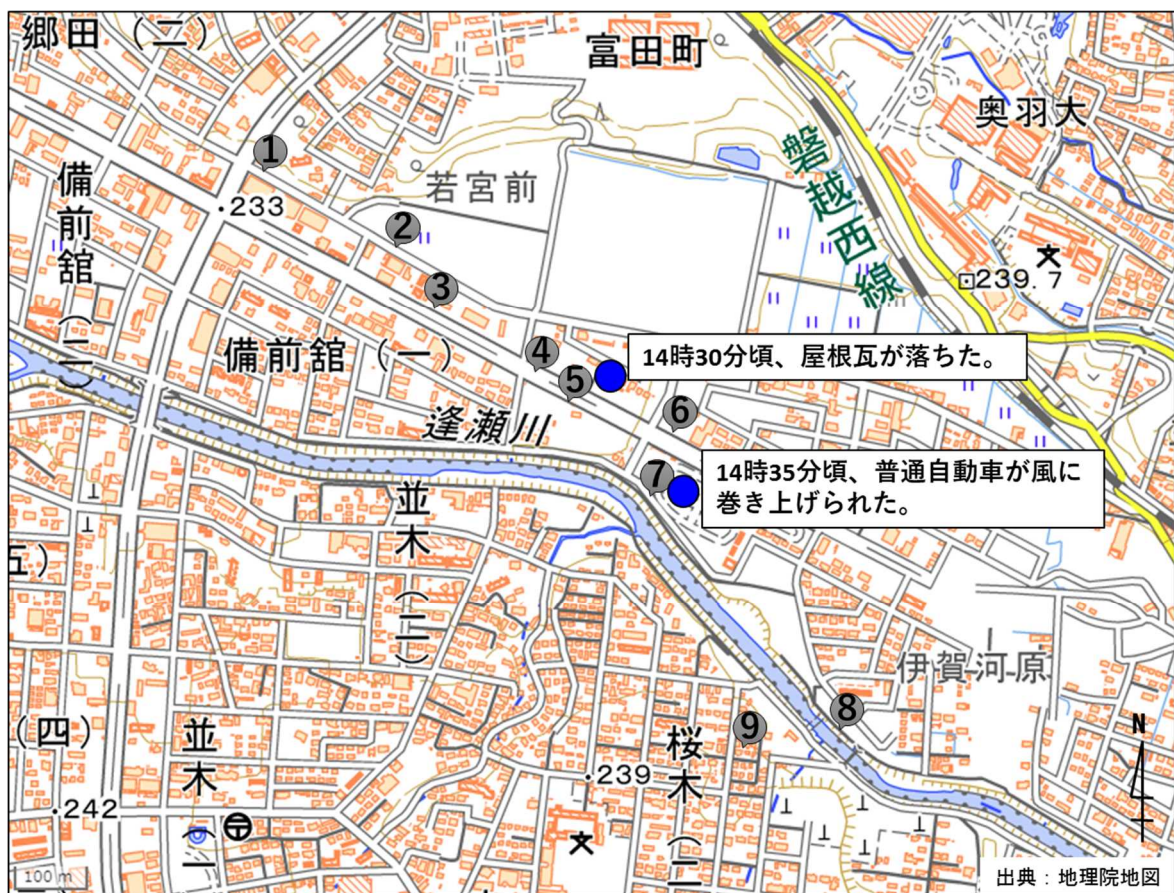 郷田（二）
富田町
奥羽大
磐越西線
1
若宮前
備前舘（二）
・233
2
239.7
3
備前舘（一）
4
14時30分頃、屋根瓦が落ちた。
5
6
逢瀬川
7
14時35分頃、普通自動車が風に
巻き上げられた。
並木（二）
五）
伊賀河原
8
9
N
（四）
並木（一
桜木（二
・239
・242
100 m
出典：地理院地図